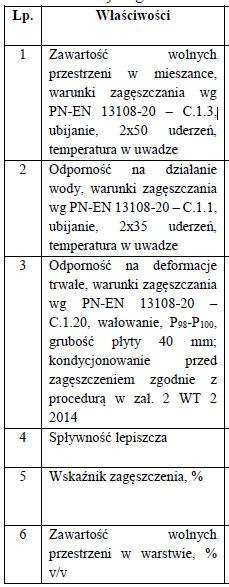 Lp. Właściwości
1 Zawartość wolnych
przestrzeni w mieszance,
warunki zagęszczania wg
PN-EN 13108-20 – C.1.3,
ubijanie, 2x50 uderzeń,
temperatura w uwadze
2 Odporność na działanie
wody, warunki zagęszczania
wg PN-EN 13108-20 – C.1.1,
ubijanie, 2x35 uderzeń,
temperatura w uwadze
3 Odporność na deformacje
trwałe, warunki zagęszczania
wg PN-EN 13108-20 –
C.1.20, wałowanie, P98-P100,
grubość płyty 40 mm;
kondycjonowanie przed
zagęszczeniem zgodnie z
procedurą w zał. 2 WT 2
2014
4 Spływność lepiszcza
5 Wskaźnik zagęszczenia, %
6 Zawartość wolnych
przestrzeni w warstwie, %
v/v